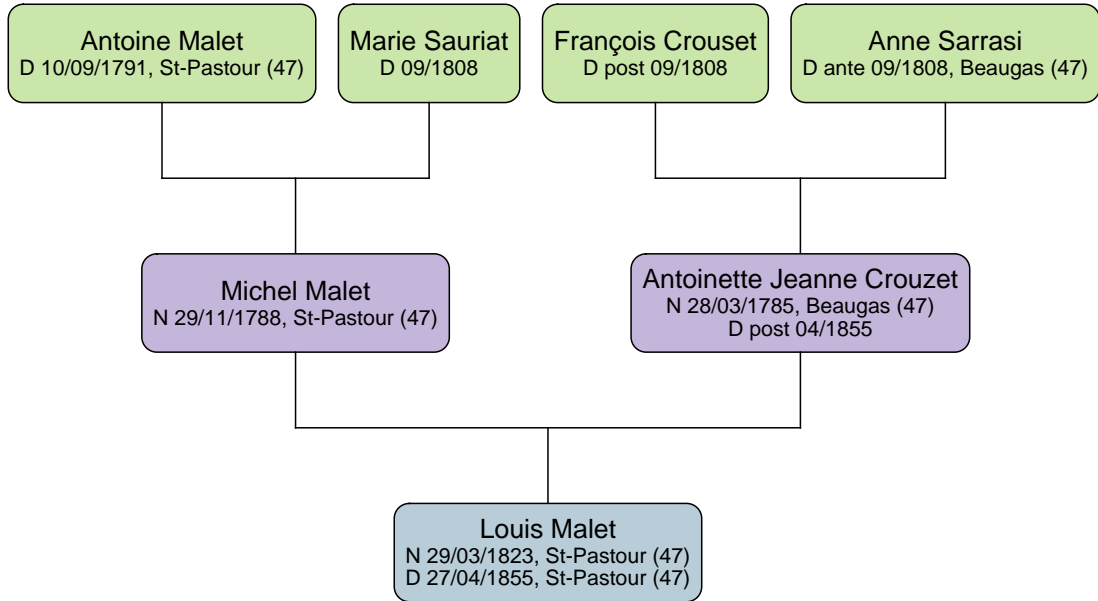 Antoine Malet
D 10/09/1791, St-Pastour (47)
Marie Sauriat
D 09/1808
François Crouset
D post 09/1808
Anne Sarrasi
D ante 09/1808, Beaugas (47)
Michel Malet
N 29/11/1788, St-Pastour (47)
Antoinette Jeanne Crouzet
N 28/03/1785, Beaugas (47)
D post 04/1855
Louis Malet
N 29/03/1823, St-Pastour (47)
D 27/04/1855, St-Pastour (47)